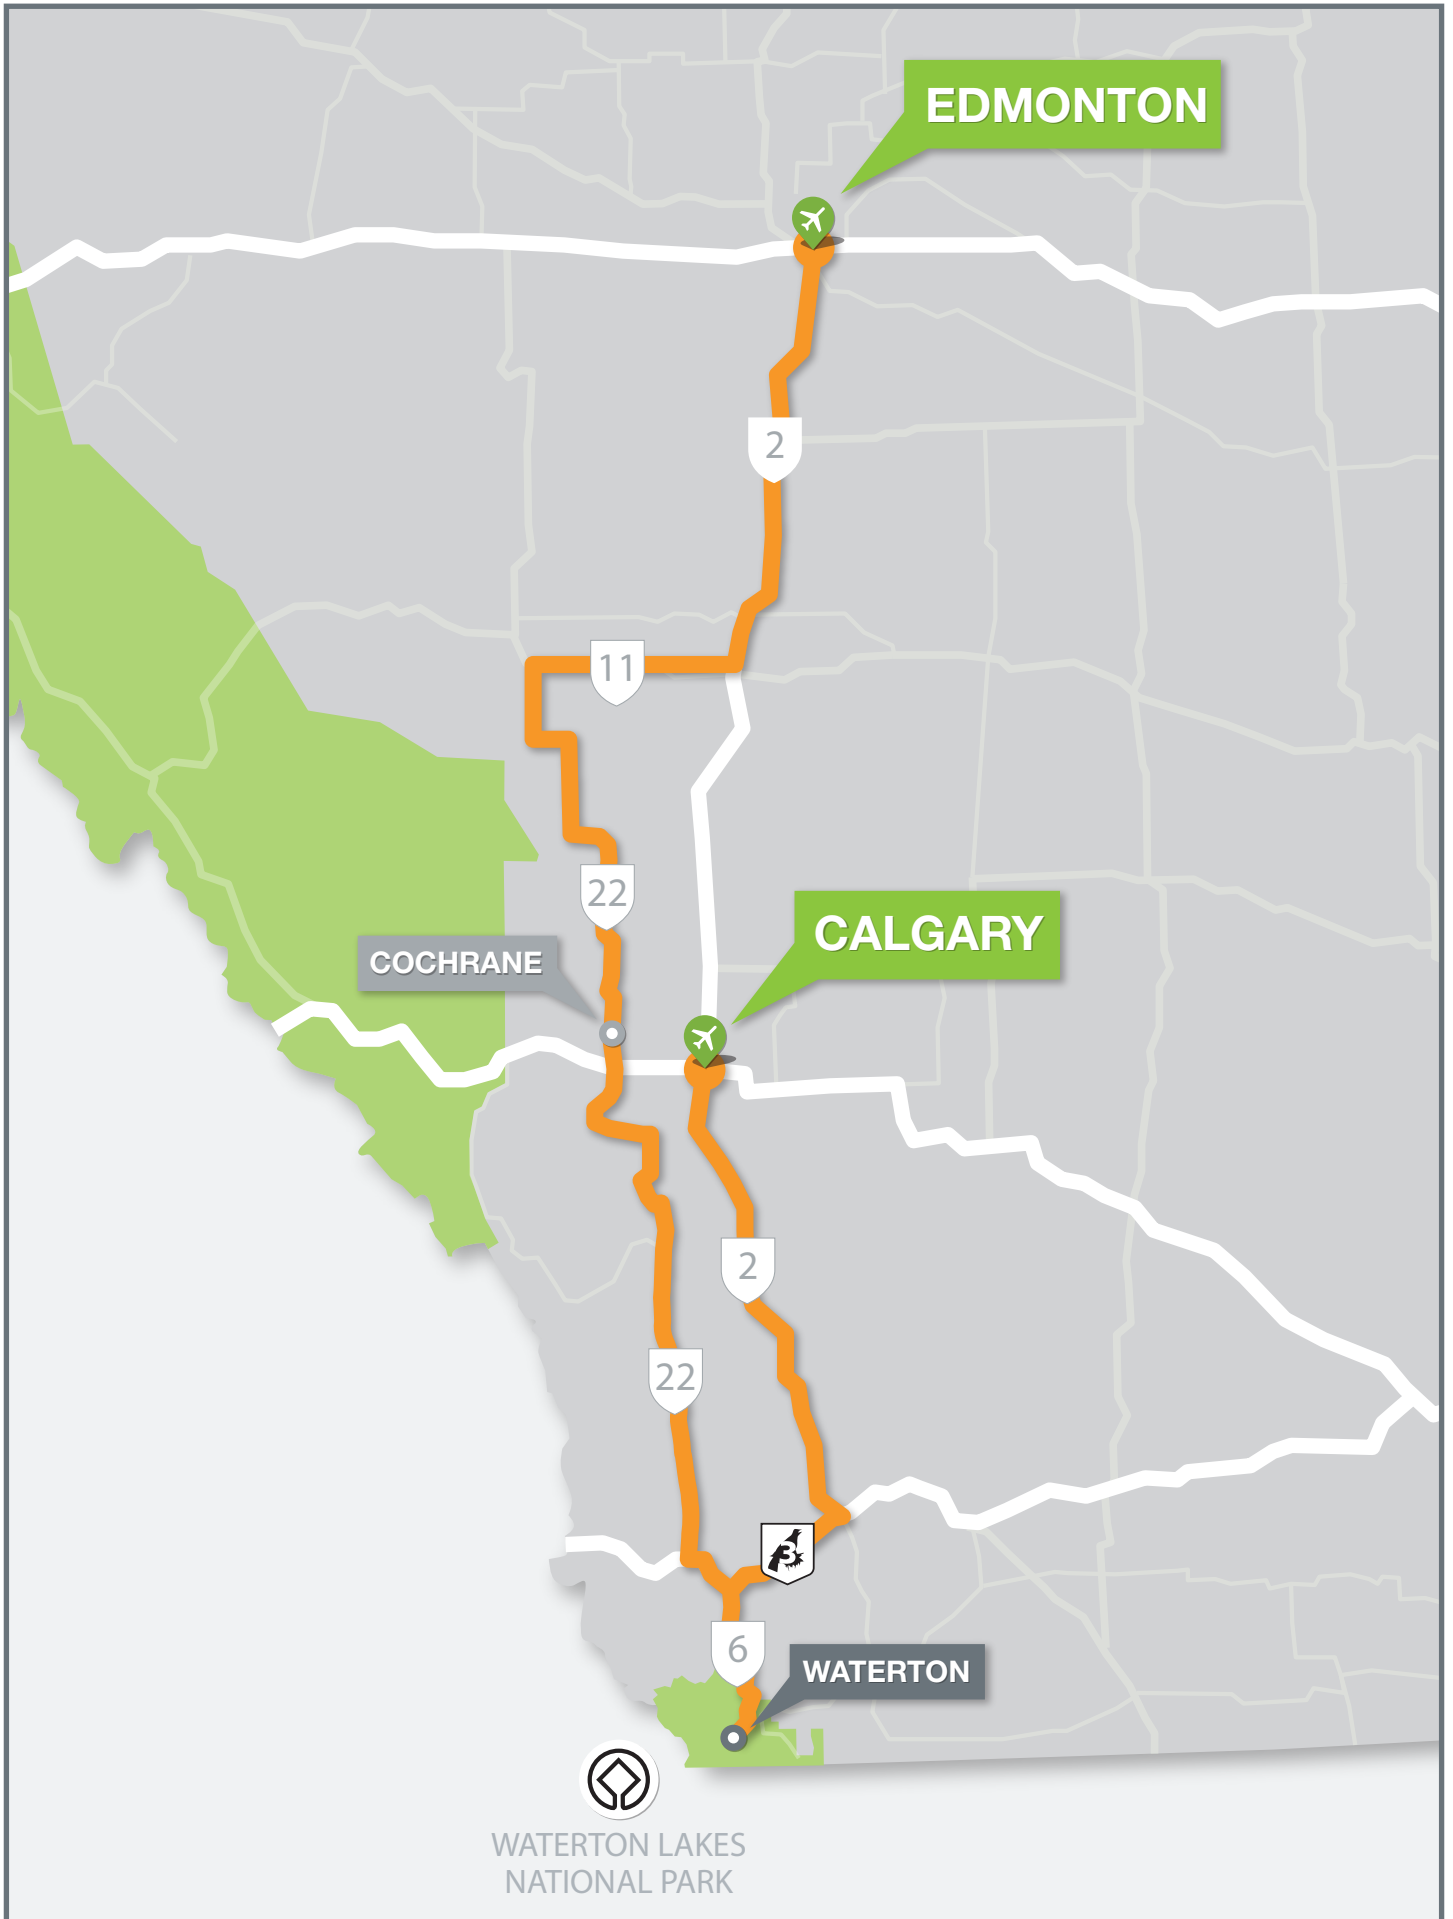 EDMONTON
2
11
22
COCHRANE
CALGARY
2
22
3
6
WATERTON
WATERTON LAKES
NATIONAL PARK